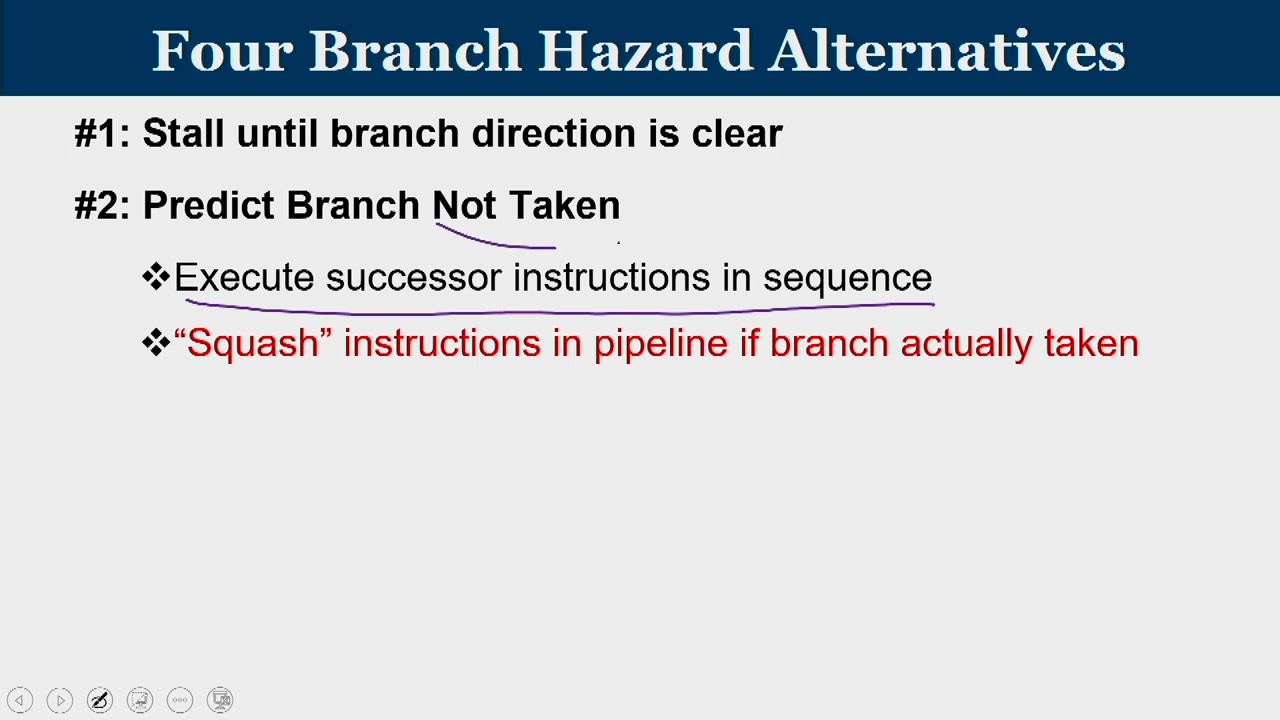 Four Branch Hazard Alternatives
#1: Stall until branch direction is clear
#2: Predict Branch Not Taken
❖Execute successor instructions in sequence
❖“Squash” instructions in pipeline if branch actually taken